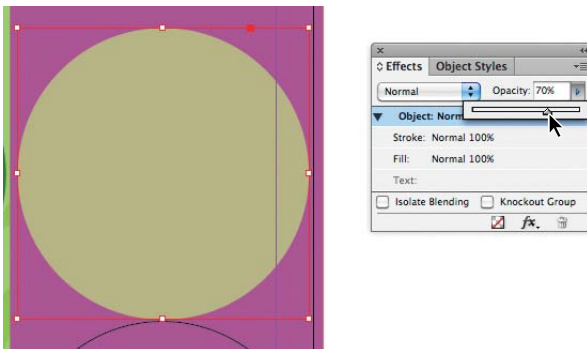 Effects Object Styles
Normal Opacity: 70%
Object: Norm
Stroke: Normal 100%
Fill: Normal 100%
Text:
Isolate Blending Knockout Group
fx.